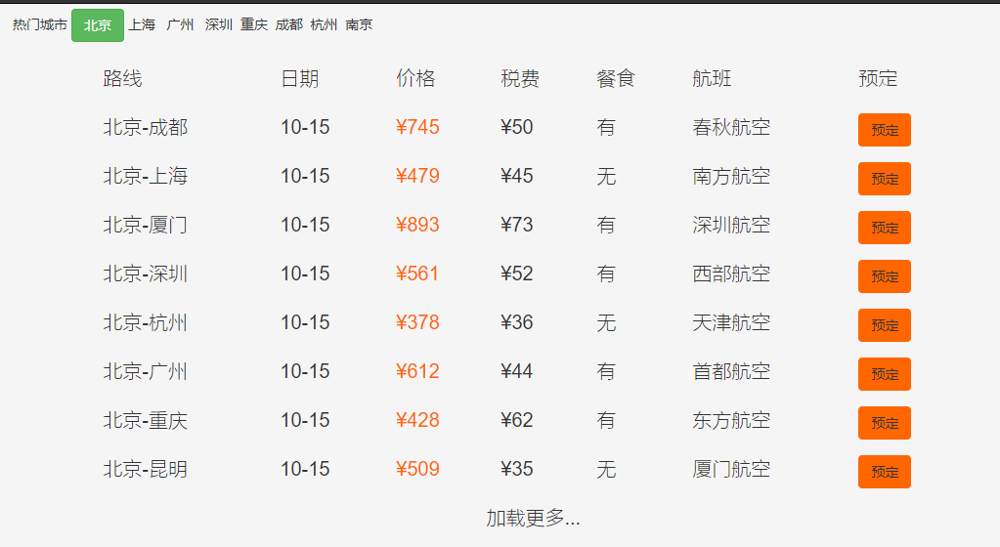 热门城市 北京 上海 广州 深圳 重庆 成都 杭州 南京
路线 日期 价格 税费 餐食 航班 预定
北京-成都 10-15 ¥745 ¥50 有 春秋航空 预定
北京-上海 10-15 ¥479 ¥45 无 南方航空 预定
北京-厦门 10-15 ¥893 ¥73 有 深圳航空 预定
北京-深圳 10-15 ¥561 ¥52 有 西部航空 预定
北京-杭州 10-15 ¥378 ¥36 无 天津航空 预定
北京-广州 10-15 ¥612 ¥44 有 首都航空 预定
北京-重庆 10-15 ¥428 ¥62 有 东方航空 预定
北京-昆明 10-15 ¥509 ¥35 无 厦门航空 预定
加载更多...